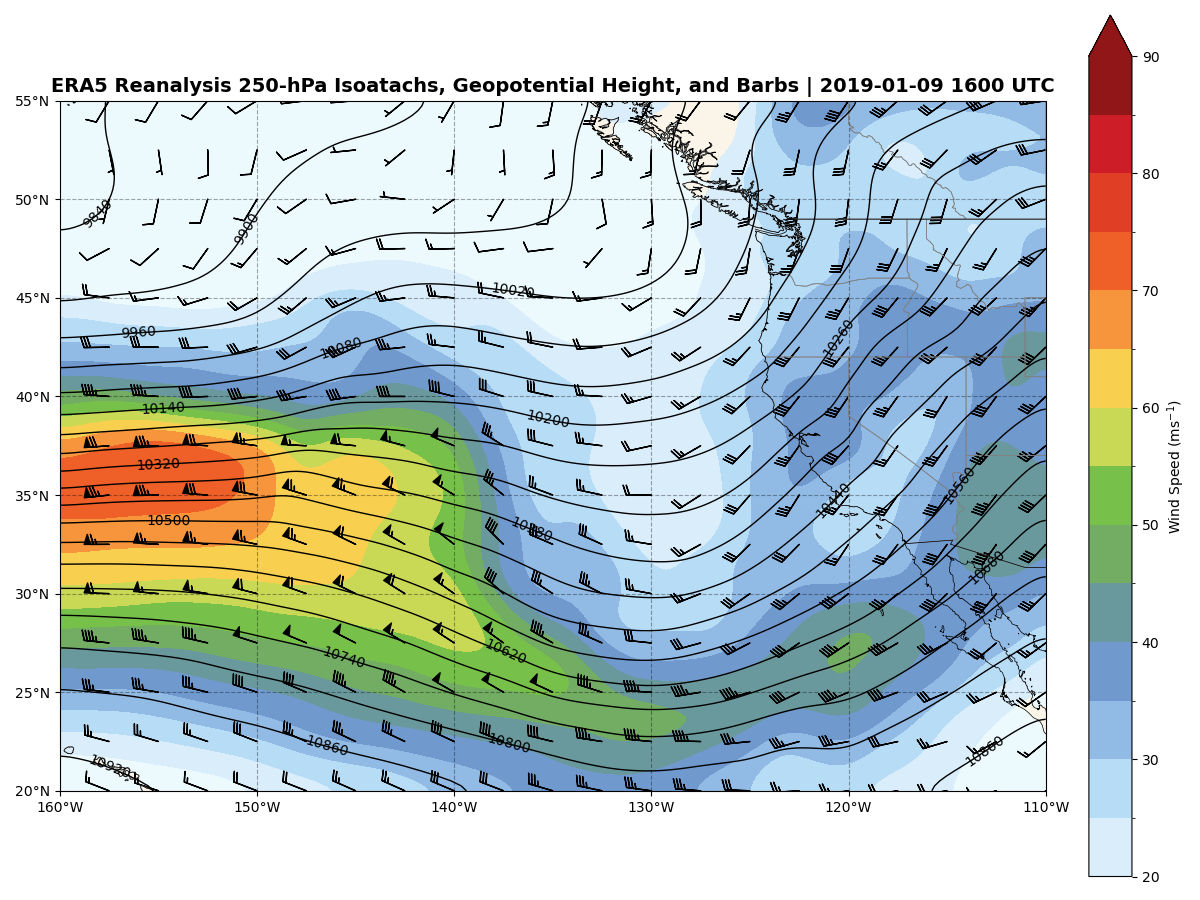 ERA5 Reanalysis 250-hPa Isoatachs, Geopotential Height, and Barbs | 2019-01-09 1600 UTC
90
55°N
80
50°N
9840
9900
10020
45°N
70
9960
10080
10260
40°N
10140
10200
60
Wind Speed (ms⁻¹)
10320
10560
35°N
10440
10500
50
10380
10680
30°N
40
10740
10620
25°N
10860
10800
10860
30
10920
20°N
160°W
150°W
140°W
130°W
120°W
110°W
20